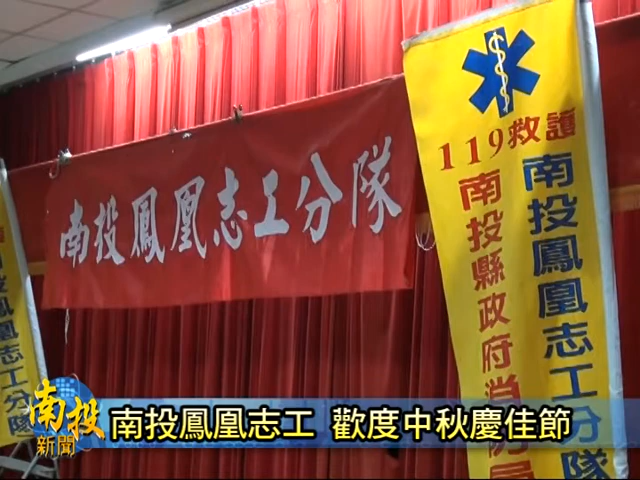 南投鳳凰志工分隊
119救護
南投縣政府消防局
南投鳳凰志工分隊
投鳳凰志工分隊
南投
新聞
南投鳳凰志工 歡度中秋慶佳節